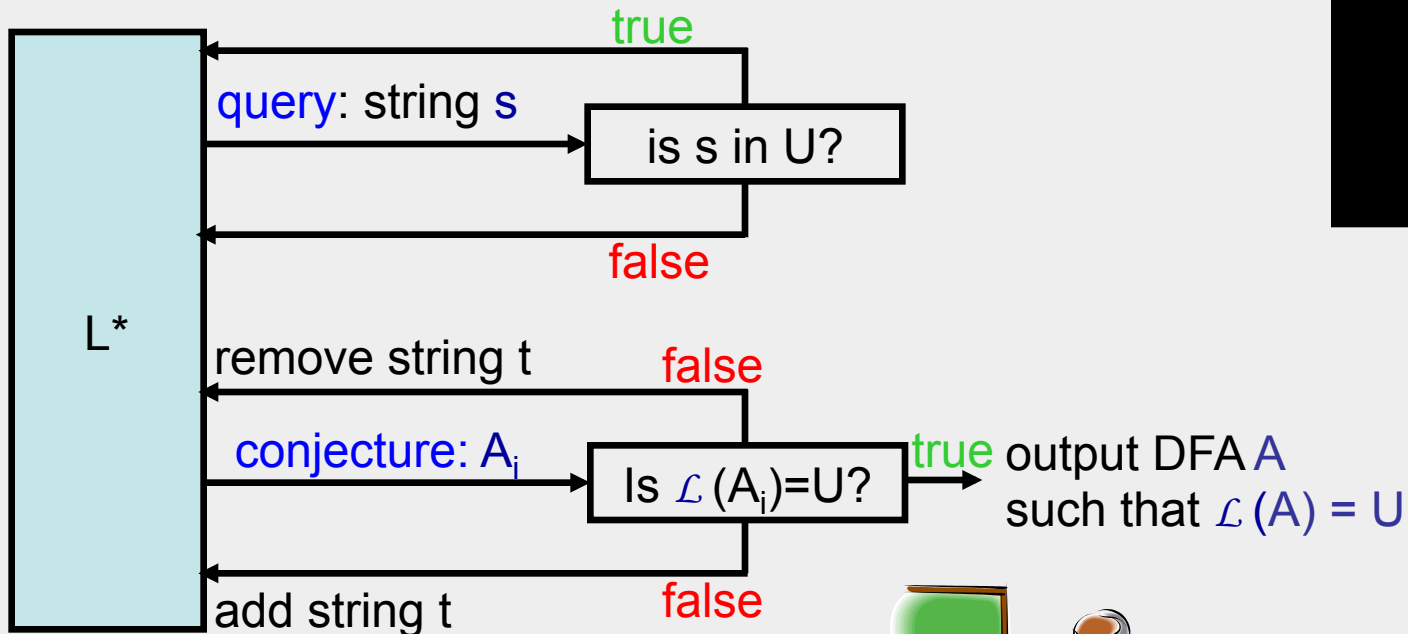 true
query: string s
is s in U?
false
L*
remove string t
false
conjecture: Aᵢ
Is ℒ (Aᵢ)=U?
true
output DFA A
such that ℒ (A) = U
add string t
false